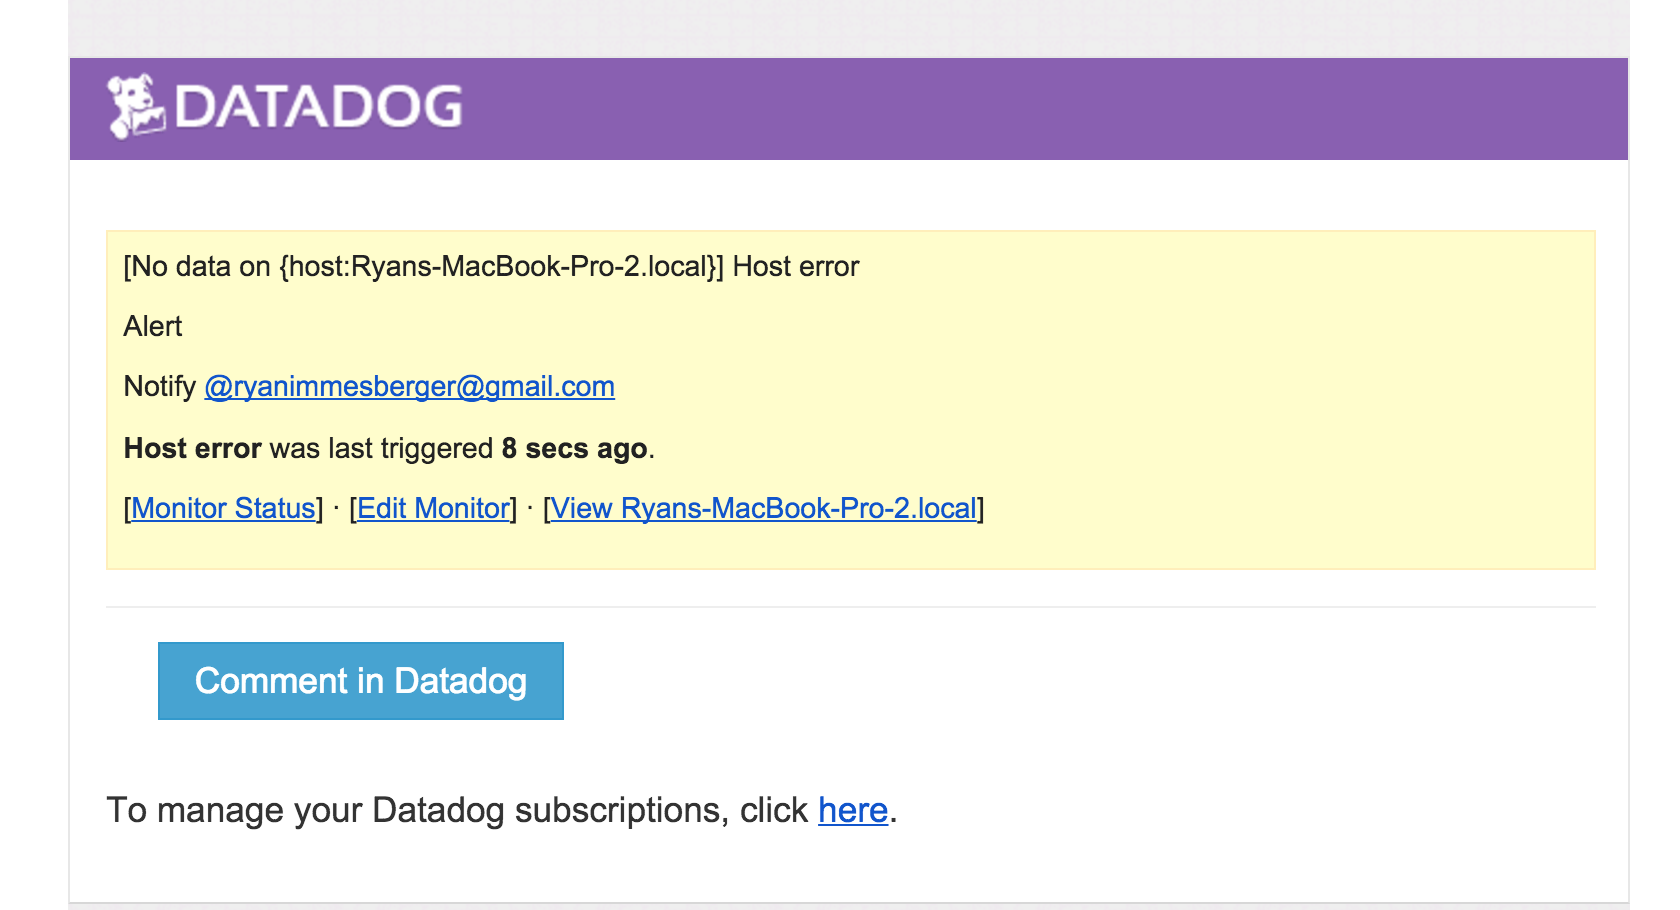 DATADOG
[No data on {host:Ryans-MacBook-Pro-2.local}] Host error
Alert
Notify @ryanimmesberger@gmail.com
Host error was last triggered 8 secs ago.
[Monitor Status] · [Edit Monitor] · [View Ryans-MacBook-Pro-2.local]
Comment in Datadog
To manage your Datadog subscriptions, click here.